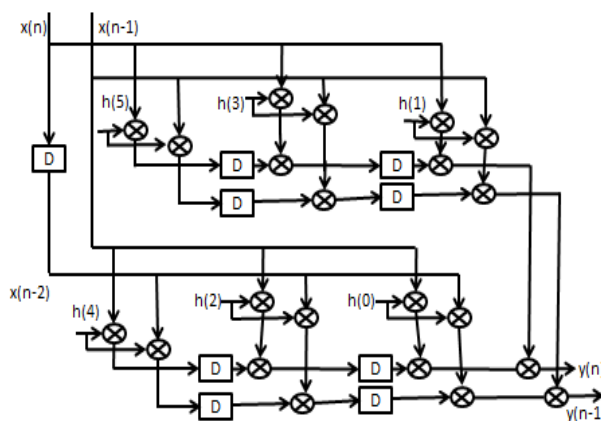 x(n) x(n-1)
h(5) h(3) h(1)
D D D
D D
x(n-2)
h(4) h(2) h(0)
D D
y(n)
D D
y(n-1